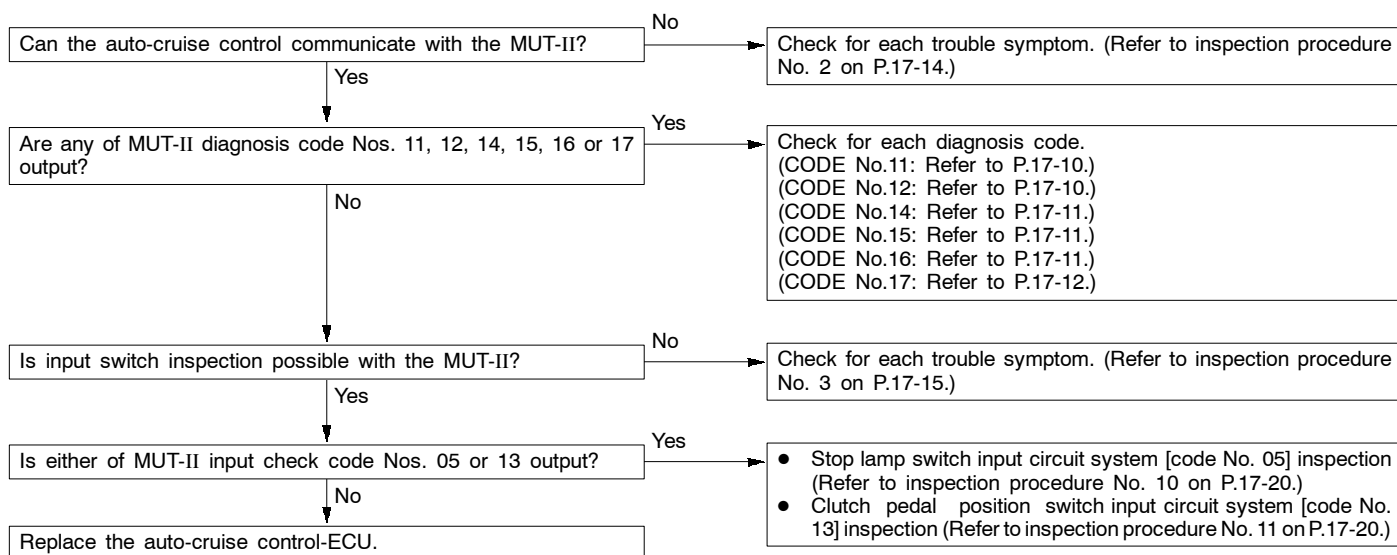 Can the auto-cruise control communicate with the MUT-II?
No
Check for each trouble symptom. (Refer to inspection procedure
No. 2 on P.17-14.)
Yes
Are any of MUT-II diagnosis code Nos. 11, 12, 14, 15, 16 or 17
output?
Yes
Check for each diagnosis code.
(CODE No.11: Refer to P.17-10.)
(CODE No.12: Refer to P.17-10.)
(CODE No.14: Refer to P.17-11.)
(CODE No.15: Refer to P.17-11.)
(CODE No.16: Refer to P.17-11.)
(CODE No.17: Refer to P.17-12.)
No
Is input switch inspection possible with the MUT-II?
No
Check for each trouble symptom. (Refer to inspection procedure
No. 3 on P.17-15.)
Yes
Is either of MUT-II input check code Nos. 05 or 13 output?
Yes
● Stop lamp switch input circuit system [code No. 05] inspection
(Refer to inspection procedure No. 10 on P.17-20.)
● Clutch pedal position switch input circuit system [code No.
13] inspection (Refer to inspection procedure No. 11 on P.17-20.)
No
Replace the auto-cruise control-ECU.